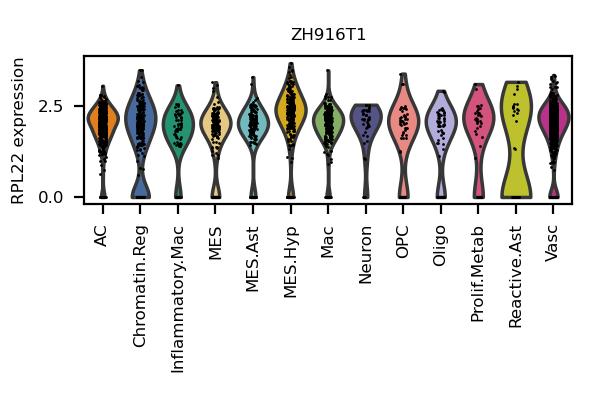 ZH916T1
RPL22 expression
2.5
0.0
AC
Chromatin.Reg
Inflammatory.Mac
MES
MES.Ast
MES.Hyp
Mac
Neuron
OPC
Oligo
Prolif.Metab
Reactive.Ast
Vasc